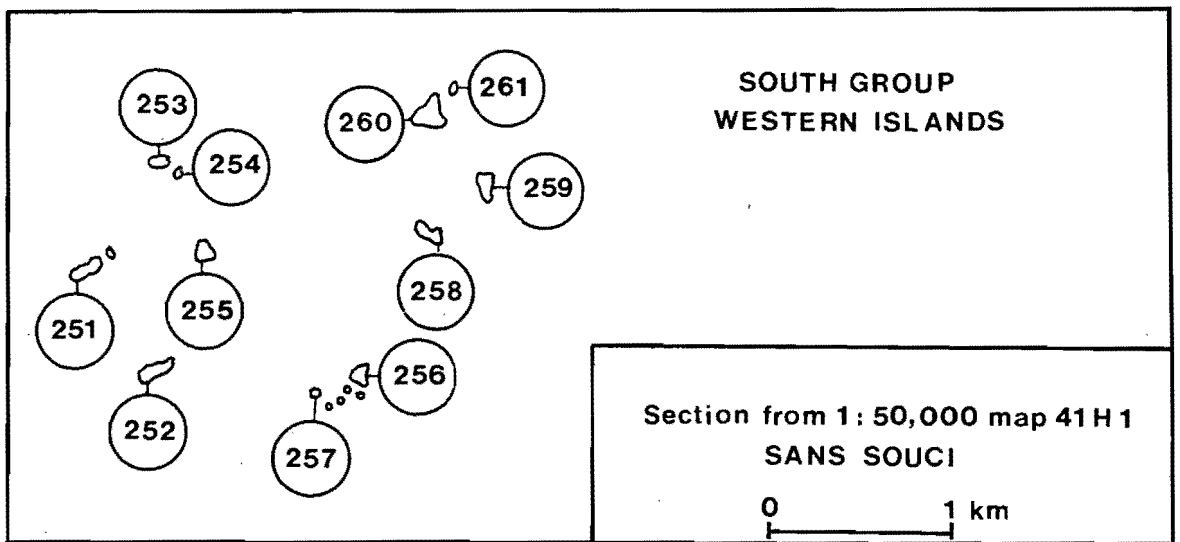 SOUTH GROUP
WESTERN ISLANDS
253
254
260
261
259
251
255
258
252
257
256
Section from 1:50,000 map 41H1
SANS SOUCI
0 1 km